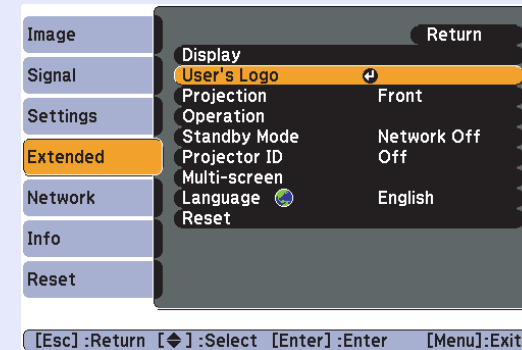 Image
Signal
Settings
Extended
Network
Info
Reset
Return
Display
User's Logo
Projection Front
Operation
Standby Mode Network Off
Projector ID Off
Multi-screen
Language English
Reset
[Esc] :Return [◆] :Select [Enter] :Enter [Menu]:Exit